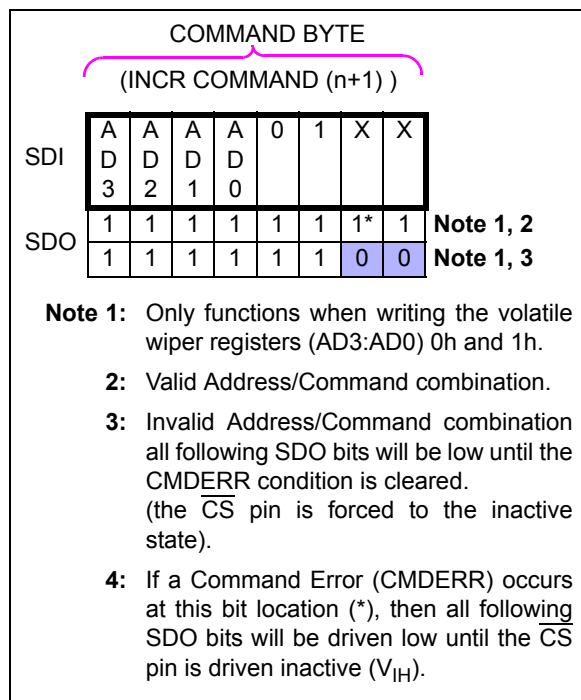 COMMAND BYTE
(INCR COMMAND (n+1) )
SDI
A A A A 0 1 X X
D D D D
3 2 1 0
SDO
1 1 1 1 1 1 1* 1 Note 1, 2
1 1 1 1 1 1 0 0 Note 1, 3
Note 1: Only functions when writing the volatile
wiper registers (AD3:AD0) 0h and 1h.
2: Valid Address/Command combination.
3: Invalid Address/Command combination
all following SDO bits will be low until the
CMDERR condition is cleared.
(the CS pin is forced to the inactive
state).
4: If a Command Error (CMDERR) occurs
at this bit location (*), then all following
SDO bits will be driven low until the CS
pin is driven inactive (VIH).